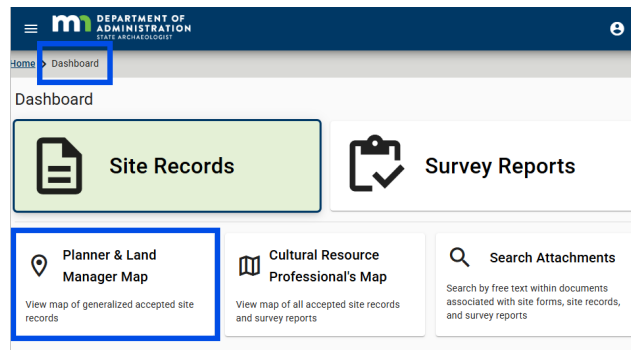 DEPARTMENT OF
ADMINISTRATION
STATE ARCHAEOLOGIST
Home > Dashboard
Dashboard
Site Records
Survey Reports
Planner & Land
Manager Map
View map of generalized accepted site
records
Cultural Resource
Professional's Map
View map of all accepted site records
and survey reports
Search Attachments
Search by free text within documents
associated with site forms, site records,
and survey reports